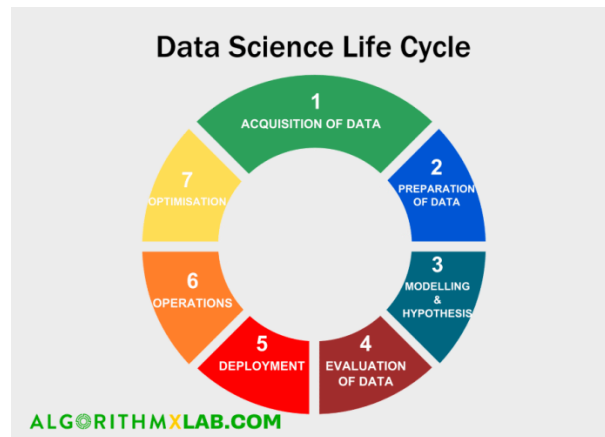 Data Science Life Cycle
1
ACQUISITION OF DATA
2
PREPARATION
OF DATA
3
MODELLING
&
HYPOTHESIS
4
EVALUATION
OF DATA
5
DEPLOYMENT
6
OPERATIONS
7
OPTIMISATION
ALGORITHMXLAB.COM